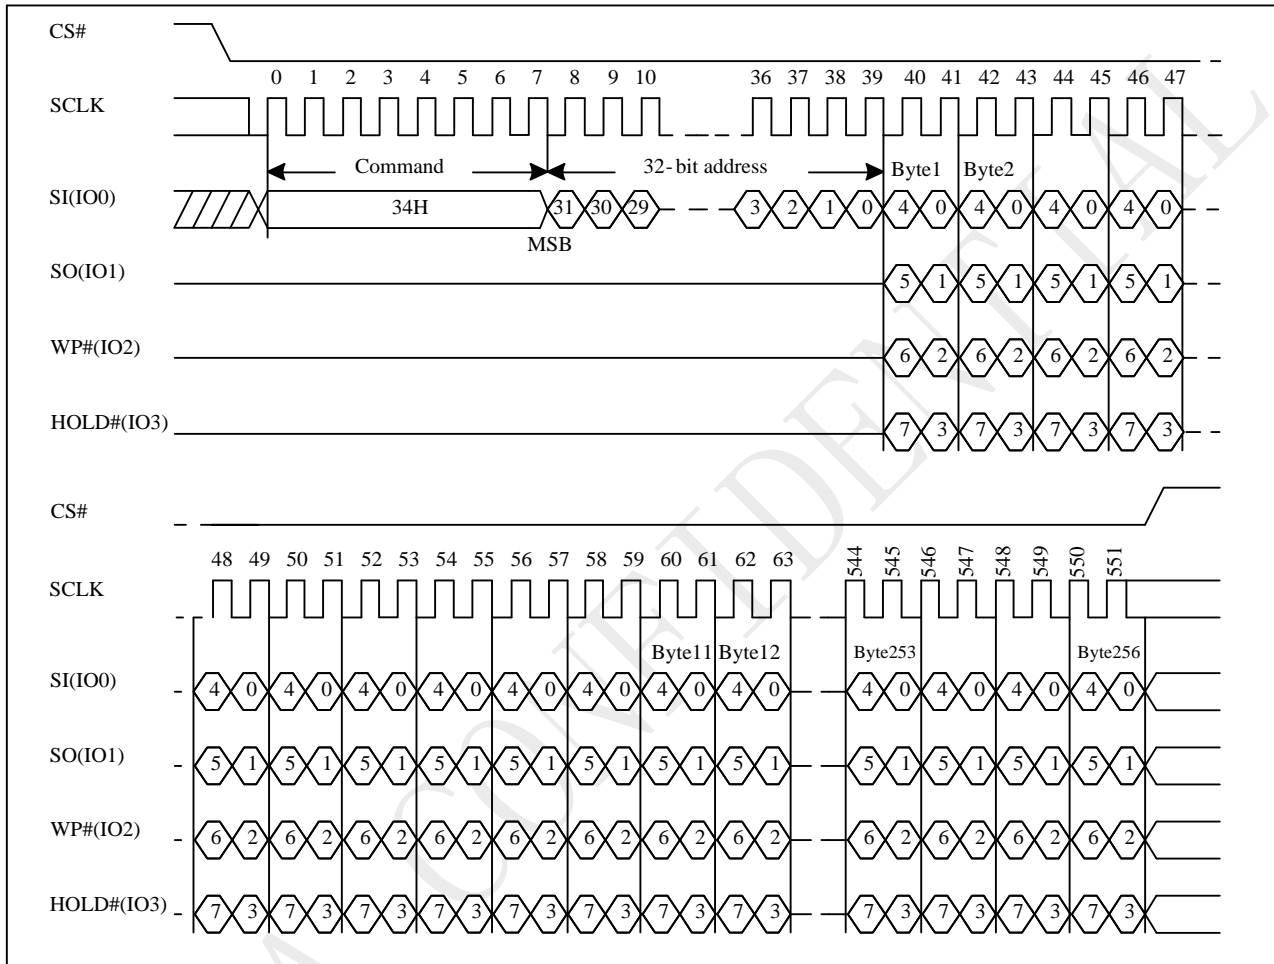 CS#
0 1 2 3 4 5 6 7 8 9 10 36 37 38 39 40 41 42 43 44 45 46 47
SCLK
Command 32-bit address Byte1 Byte2
SI(IO0) 34H 31 30 29 3 2 1 0 4 0 4 0 4 0 4 0
MSB
SO(IO1) 5 1 5 1 5 1 5 1
WP#(IO2) 6 2 6 2 6 2 6 2
HOLD#(IO3) 7 3 7 3 7 3 7 3
CS#
48 49 50 51 52 53 54 55 56 57 58 59 60 61 62 63 544 545 546 547 548 549 550 551
SCLK
Byte11 Byte12 Byte253 Byte256
SI(IO0) 4 0 4 0 4 0 4 0 4 0 4 0 4 0 4 0 4 0 4 0 4 0 4 0
SO(IO1) 5 1 5 1 5 1 5 1 5 1 5 1 5 1 5 1 5 1 5 1 5 1 5 1
WP#(IO2) 6 2 6 2 6 2 6 2 6 2 6 2 6 2 6 2 6 2 6 2 6 2 6 2
HOLD#(IO3) 7 3 7 3 7 3 7 3 7 3 7 3 7 3 7 3 7 3 7 3 7 3 7 3
CONFIDENTIAL